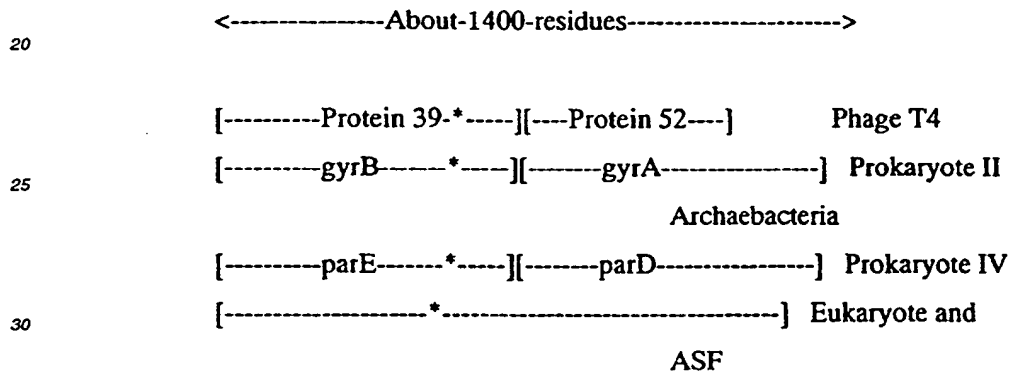 <---------------About-1400-residues--------------------->
20
[----------Protein 39-*-----][----Protein 52----] Phage T4
[----------gyrB-------*-----][-------gyrA----------------] Prokaryote II
25
Archaebacteria
[----------parE-------*-----][-------parD----------------] Prokaryote IV
[---------------------*-----------------------------------] Eukaryote and
30
ASF